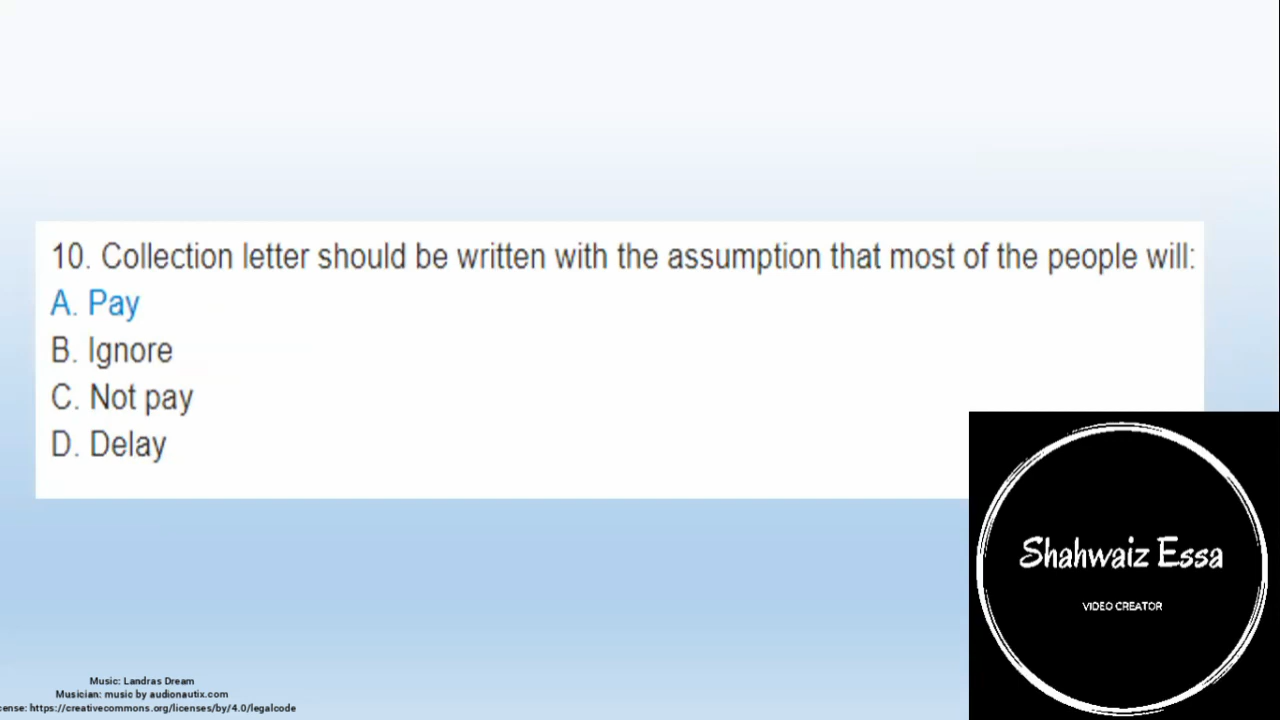 10. Collection letter should be written with the assumption that most of the people will:
A. Pay
B. Ignore
C. Not pay
D. Delay
Shahwaiz Essa
VIDEO CREATOR
Music: Landras Dream
Musician: music by audionautix.com
cense: https://creativecommons.org/licenses/by/4.0/legalcode